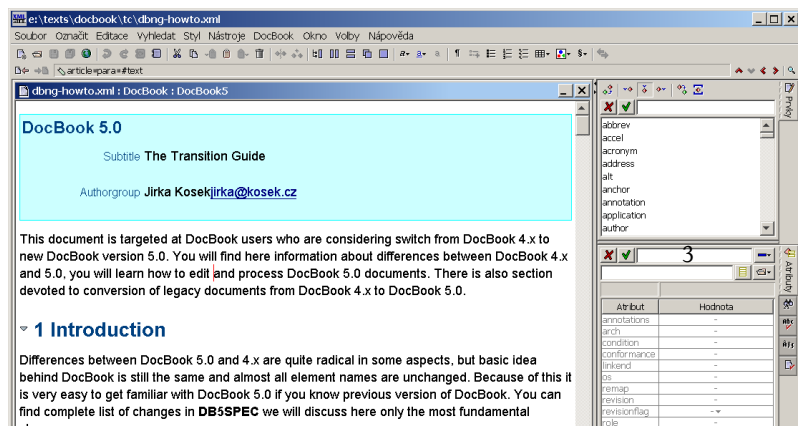 e:\texts\docbook\tc\dbng-howto.xml
Soubor Označit Editace Vyhledat Styl Nástroje DocBook Okno Volby Nápověda
article para #text
dbng-howto.xml : DocBook : DocBook5
DocBook 5.0
Subtitle The Transition Guide
Authorgroup Jirka Kosekjirka@kosek.cz
This document is targeted at DocBook users who are considering switch from DocBook 4.x to
new DocBook version 5.0. You will find here information about differences between DocBook 4.x
and 5.0, you will learn how to edit and process DocBook 5.0 documents. There is also section
devoted to conversion of legacy documents from DocBook 4.x to DocBook 5.0.
1 Introduction
Differences between DocBook 5.0 and 4.x are quite radical in some aspects, but basic idea
behind DocBook is still the same and almost all element names are unchanged. Because of this it
is very easy to get familiar with DocBook 5.0 if you know previous version of DocBook. You can
find complete list of changes in DB5SPEC we will discuss here only the most fundamental
Prvky
abbrev
accel
acronym
address
alt
anchor
annotation
application
author
3
Atributy
Atribut Hodnota
annotations -
arch -
condition -
conformance -
linkend -
os -
remap -
revision -
revisionflag -
role -